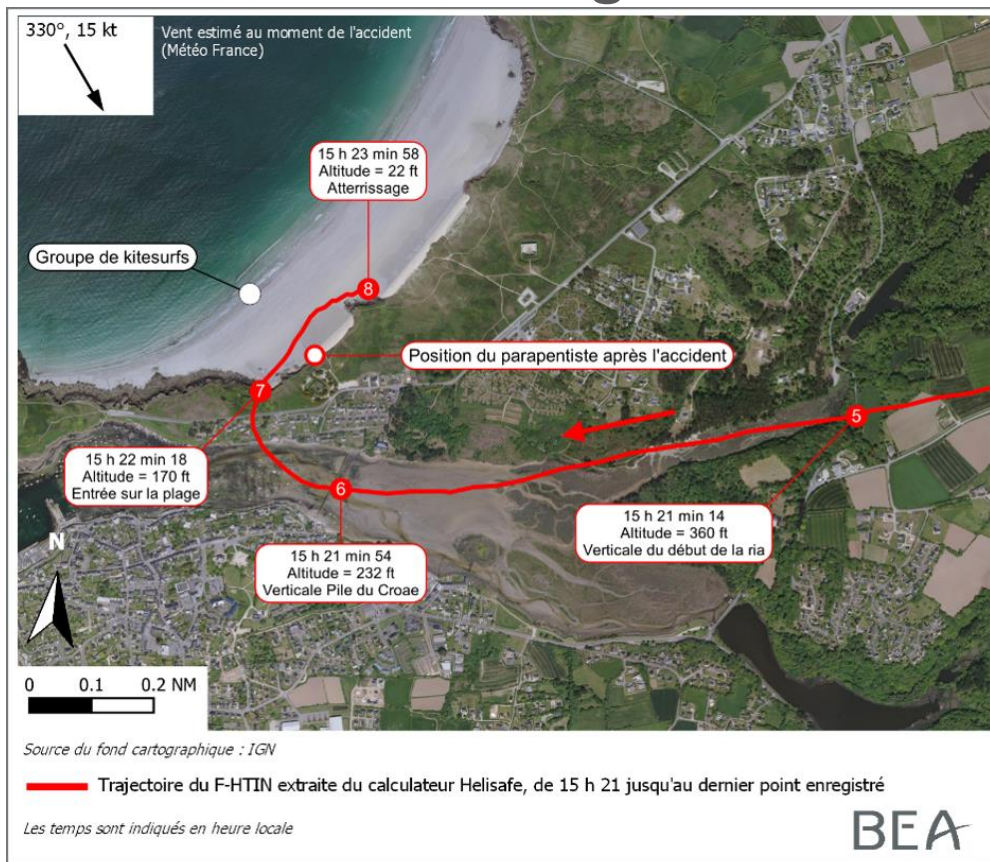 330°, 15 kt
Vent estimé au moment de l'accident
(Météo France)
15 h 23 min 58
Altitude = 22 ft
Atterrissage
Groupe de kitesurfs
8
Position du parapentiste après l'accident
7
5
15 h 22 min 18
Altitude = 170 ft
Entrée sur la plage
6
15 h 21 min 14
Altitude = 360 ft
Verticale du début de la ria
15 h 21 min 54
Altitude = 232 ft
Verticale Pile du Croae
N
0 0.1 0.2 NM
Source du fond cartographique : IGN
Trajectoire du F-HTIN extraite du calculateur Helisafe, de 15 h 21 jusqu'au dernier point enregistré
Les temps sont indiqués en heure locale
BEA